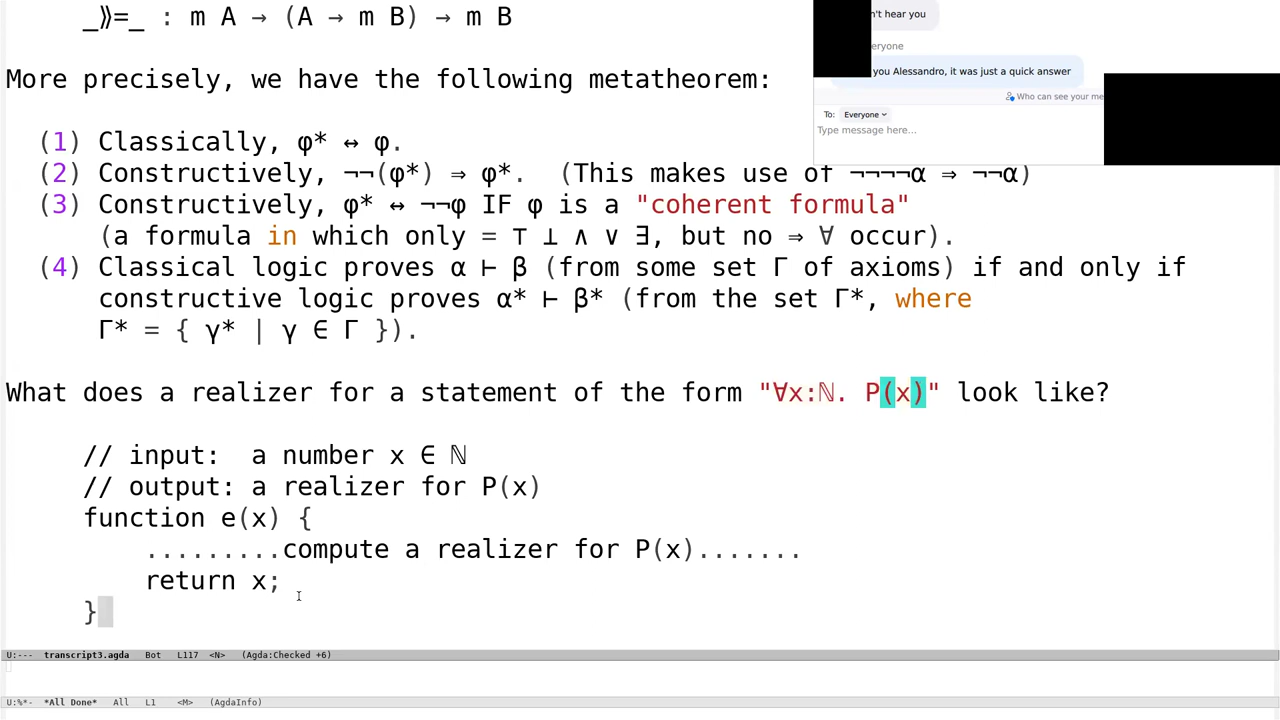 _⟫=_ : m A → (A → m B) → m B
More precisely, we have the following metatheorem:
(1) Classically, φ* ↔ φ.
(2) Constructively, ¬¬(φ*) ⇒ φ*.  (This makes use of ¬¬¬¬α ⇒ ¬¬α)
(3) Constructively, φ* ↔ ¬¬φ IF φ is a "coherent formula"
(a formula in which only = ⊤ ⊥ ∧ ∨ ∃, but no ⇒ ∀ occur).
(4) Classical logic proves α ⊢ β (from some set Γ of axioms) if and only if
constructive logic proves α* ⊢ β* (from the set Γ*, where
Γ* = { γ* | γ ∈ Γ }).
What does a realizer for a statement of the form "∀x:ℕ. P(x)" look like?
// input:  a number x ∈ ℕ
// output: a realizer for P(x)
function e(x) {
.........compute a realizer for P(x).......
return x;
}
U:--- transcript3.agda Bot L117 <N> (Agda:Checked +6)
U:%*- *All Done* All L1 <M> (AgdaInfo)
hear you
you Alessandro, it was just a quick answer
Who can see your
To: Everyone
Type message here...